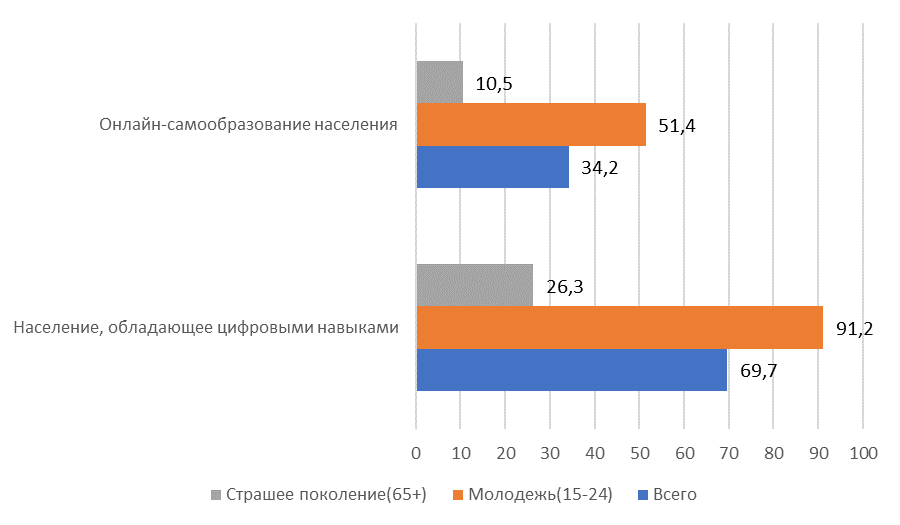 10,5
Онлайн-самообразование населения
51,4
34,2
26,3
Население, обладающее цифровыми навыками
91,2
69,7
0 10 20 30 40 50 60 70 80 90 100
Страшее поколение(65+) Молодежь(15-24) Всего